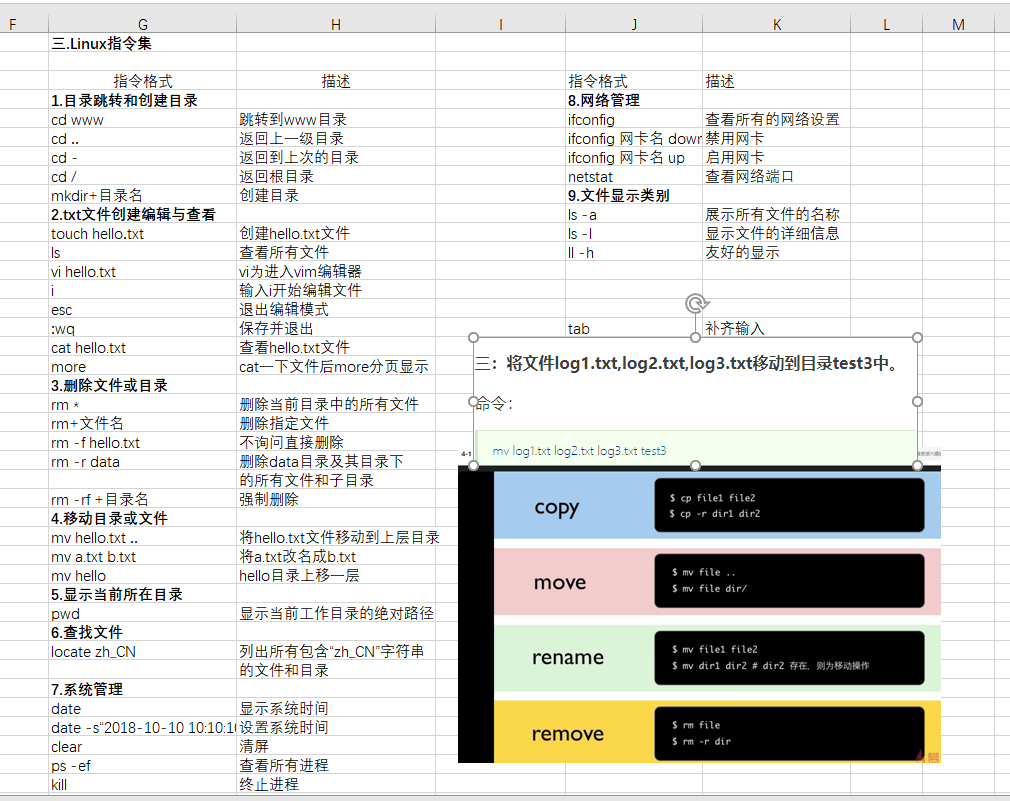 F G H I J K L M
三.Linux指令集
指令格式 描述
1.目录跳转和创建目录
cd www 跳转到www目录
cd .. 返回上一级目录
cd - 返回到上次的目录
cd / 返回根目录
mkdir+目录名 创建目录
2.txt文件创建编辑与查看
touch hello.txt 创建hello.txt文件
ls 查看所有文件
vi hello.txt vi为进入vim编辑器
i 输入i开始编辑文件
esc 退出编辑模式
:wq 保存并退出
cat hello.txt 查看hello.txt文件
more cat一下文件后more分页显示
3.删除文件或目录
rm * 删除当前目录中的所有文件
rm+文件名 删除指定文件
rm -f hello.txt 不询问直接删除
rm -r data 删除data目录及其目录下
的所有文件和子目录
rm -rf +目录名 强制删除
4.移动目录或文件
mv hello.txt .. 将hello.txt文件移动到上层目录
mv a.txt b.txt 将a.txt改名成b.txt
mv hello hello目录上移一层
5.显示当前所在目录
pwd 显示当前工作目录的绝对路径
6.查找文件
locate zh_CN 列出所有包含“zh_CN”字符串
的文件和目录
7.系统管理
date 显示系统时间
date -s“2018-10-10 10:10:10 设置系统时间
clear 清屏
ps -ef 查看所有进程
kill 终止进程
指令格式 描述
8.网络管理
ifconfig 查看所有的网络设置
ifconfig 网卡名 down 禁用网卡
ifconfig 网卡名 up 启用网卡
netstat 查看网络端口
9.文件显示类别
ls -a 展示所有文件的名称
ls -l 显示文件的详细信息
ll -h 友好的显示
tab 补齐输入
三：将文件log1.txt,log2.txt,log3.txt移动到目录test3中。
命令：
mv log1.txt log2.txt log3.txt test3
4-1
copy
$ cp file1 file2
$ cp -r dir1 dir2
move
$ mv file ..
$ mv file dir/
rename
$ mv file1 file2
$ mv dir1 dir2 # dir2 存在，则为移动操作
remove
$ rm file
$ rm -r dir